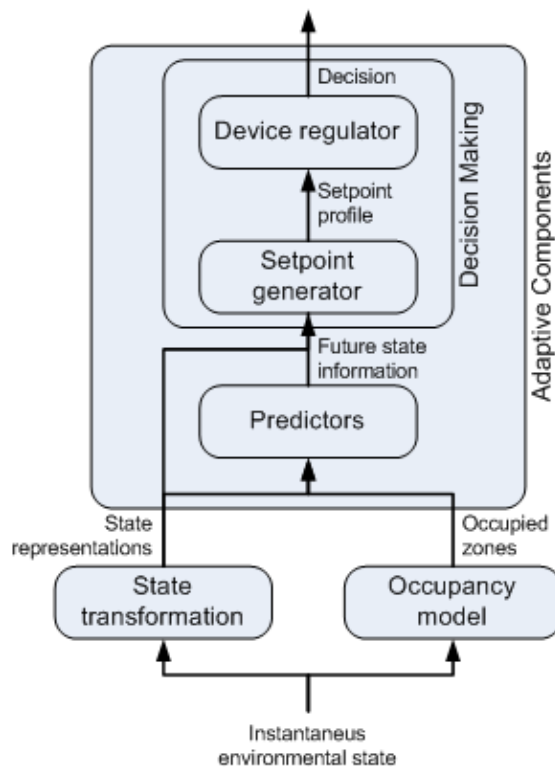 Decision
Device regulator
Setpoint
profile
Setpoint
generator
Decision Making
Adaptive Components
Future state
information
Predictors
State
representations
Occupied
zones
State
transformation
Occupancy
model
Instantaneus
environmental state